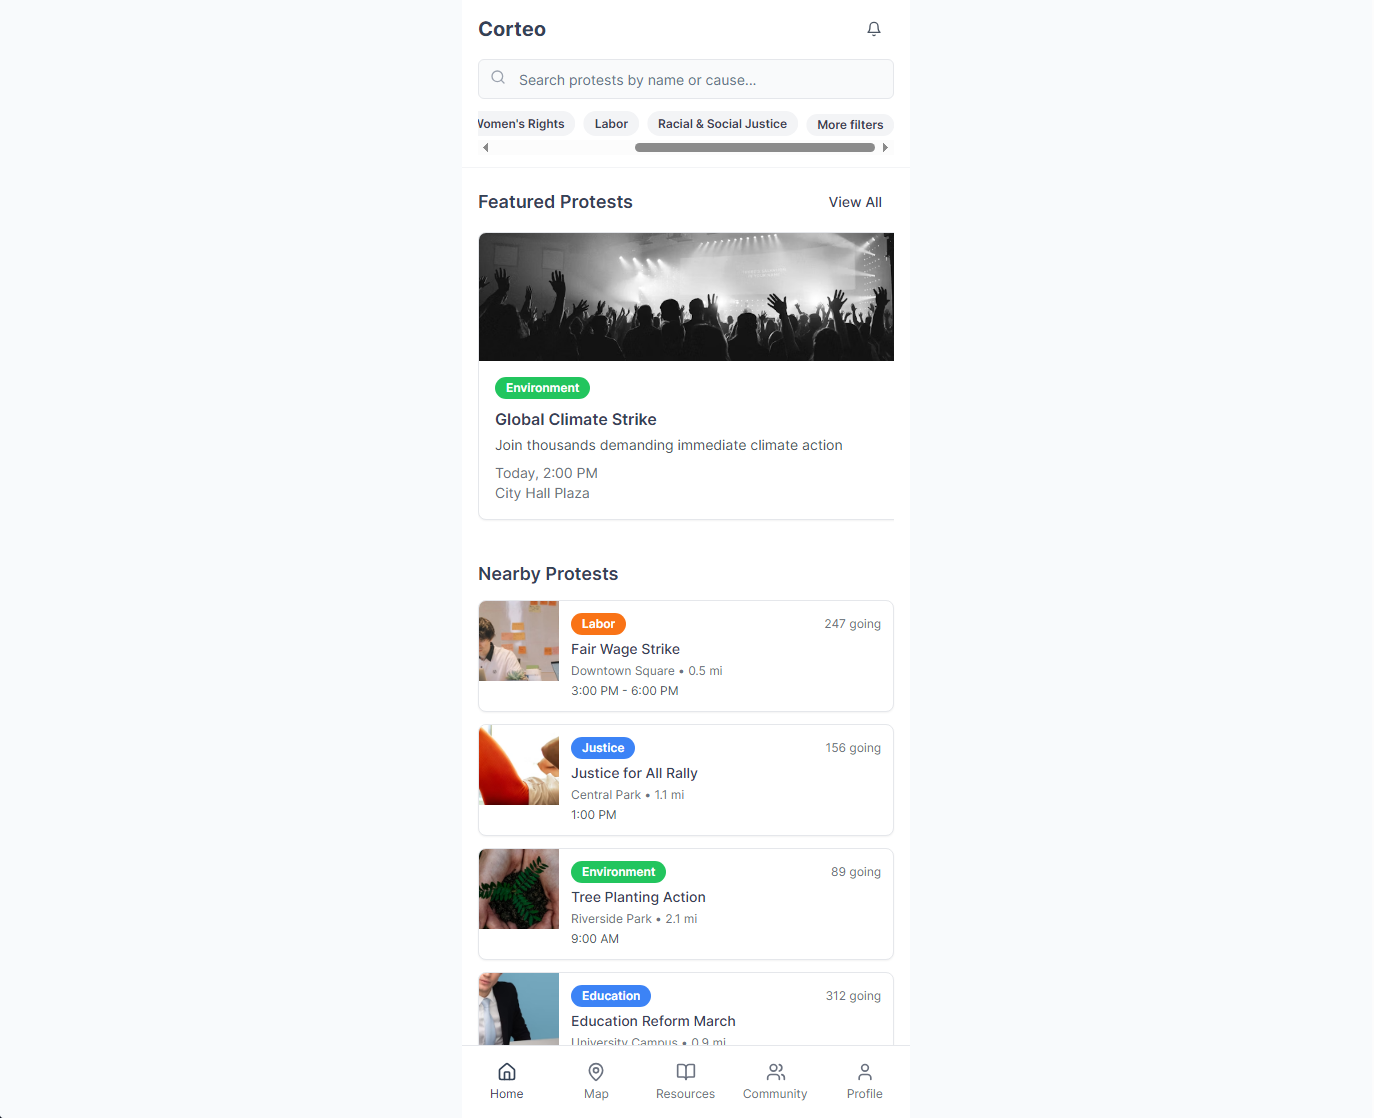 Corteo
Search protests by name or cause...
Women's Rights
Labor
Racial & Social Justice
More filters
Featured Protests
View All
Environment
Global Climate Strike
Join thousands demanding immediate climate action
Today, 2:00 PM
City Hall Plaza
Nearby Protests
Labor
247 going
Fair Wage Strike
Downtown Square • 0.5 mi
3:00 PM - 6:00 PM
Justice
156 going
Justice for All Rally
Central Park • 1.1 mi
1:00 PM
Environment
89 going
Tree Planting Action
Riverside Park • 2.1 mi
9:00 AM
Education
312 going
Education Reform March
University Campus • 0.9 mi
Home
Map
Resources
Community
Profile